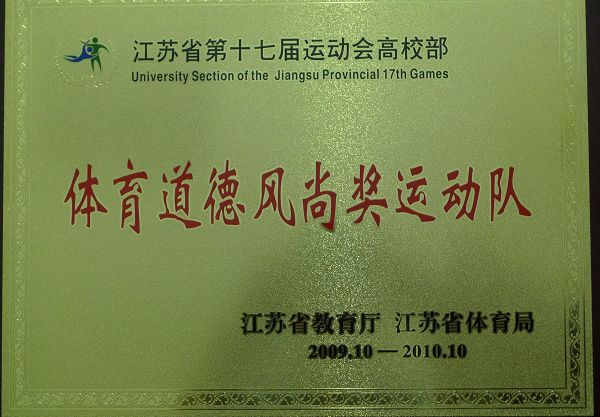 江苏省第十七届运动会高校部
University Section of the Jiangsu Provincial 17th Games
体育道德风尚奖运动队
江苏省教育厅 江苏省体育局
2009.10 — 2010.10